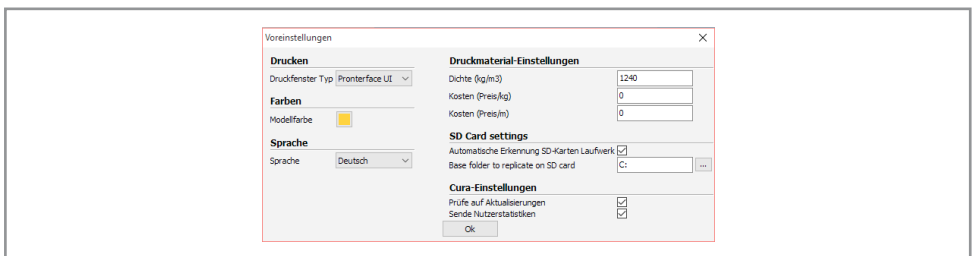 Voreinstellungen
Drucken
Druckfenster Typ Pronterface UI
Farben
Modellfarbe
Sprache
Sprache Deutsch
Druckmaterial-Einstellungen
Dichte (kg/m3) 1240
Kosten (Preis/kg) 0
Kosten (Preis/m) 0
SD Card settings
Automatische Erkennung SD-Karten Laufwerk
Base folder to replicate on SD card C: ...
Cura-Einstellungen
Prüfe auf Aktualisierungen
Sende Nutzerstatistiken
Ok